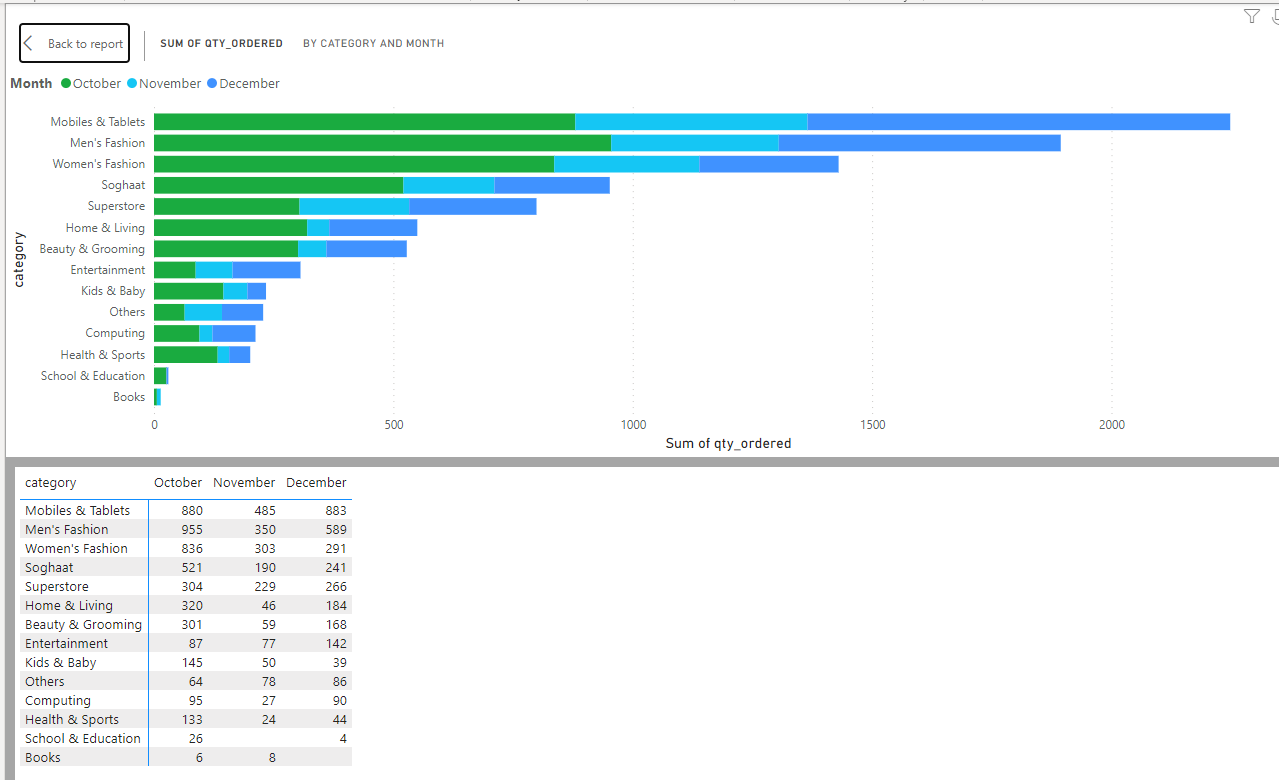 Back to report
SUM OF QTY_ORDERED BY CATEGORY AND MONTH
Month October November December
Mobiles & Tablets
Men's Fashion
Women's Fashion
Soghaat
Superstore
Home & Living
Beauty & Grooming
Entertainment
Kids & Baby
Others
Computing
Health & Sports
School & Education
Books
category
0 500 1000 1500 2000
Sum of qty_ordered
category October November December
Mobiles & Tablets 880 485 883
Men's Fashion 955 350 589
Women's Fashion 836 303 291
Soghaat 521 190 241
Superstore 304 229 266
Home & Living 320 46 184
Beauty & Grooming 301 59 168
Entertainment 87 77 142
Kids & Baby 145 50 39
Others 64 78 86
Computing 95 27 90
Health & Sports 133 24 44
School & Education 26 4
Books 6 8